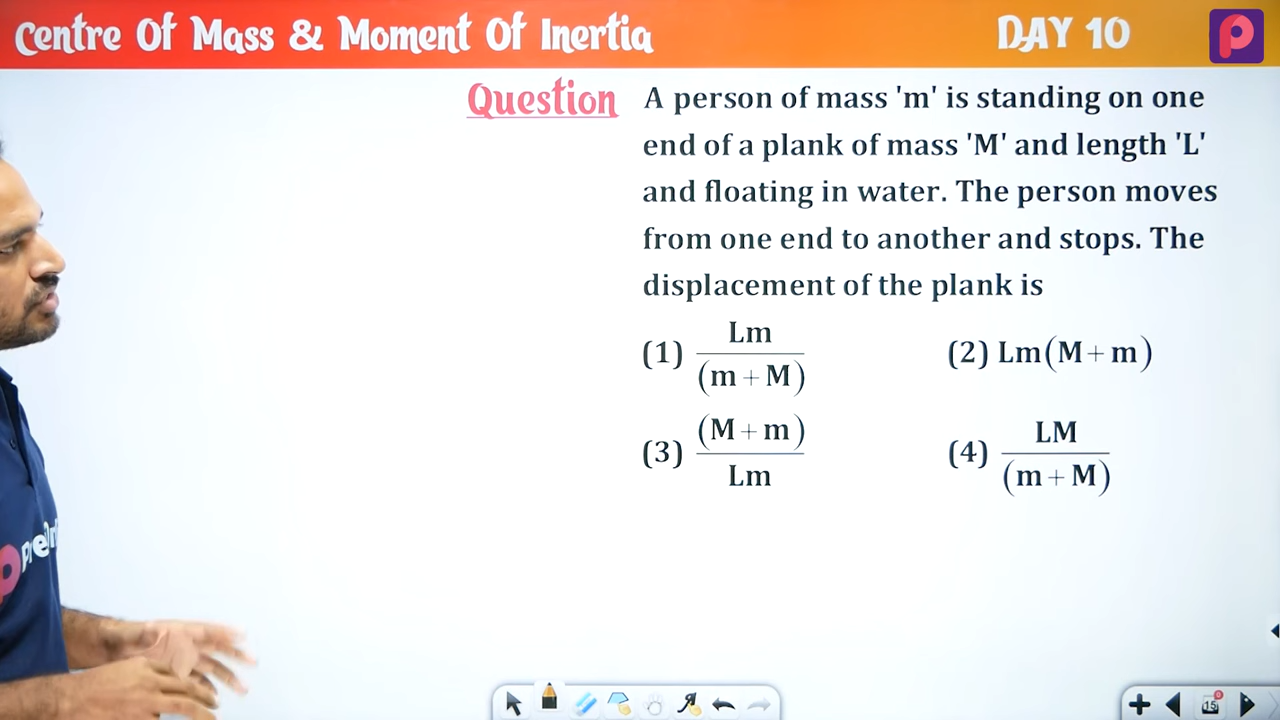 Centre Of Mass & Moment Of Inertia
DAY 10
Question
A person of mass 'm' is standing on one
end of a plank of mass 'M' and length 'L'
and floating in water. The person moves
from one end to another and stops. The
displacement of the plank is
(1) Lm/(m + M)
(2) Lm(M + m)
(3) (M + m)/Lm
(4) LM/(m + M)
15